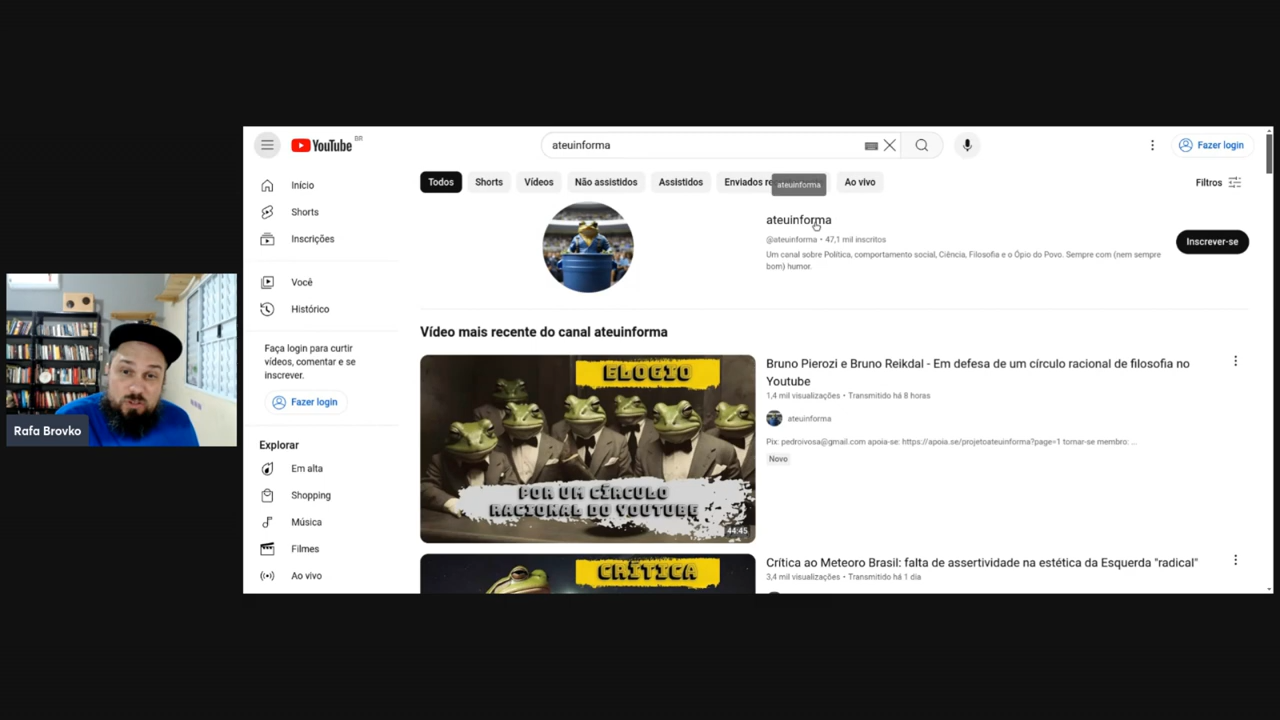 YouTube BR
ateuinforma
Fazer login
Todos
Shorts
Vídeos
Não assistidos
Assistidos
Enviados re
ateuinforma
Ao vivo
Filtros
Início
Shorts
Inscrições
Você
Histórico
Faça login para curtir
vídeos, comentar e se
inscrever.
Fazer login
Explorar
Em alta
Shopping
Música
Filmes
Ao vivo
ateuinforma
@ateuinforma • 47,1 mil inscritos
Um canal sobre Política, comportamento social, Ciência, Filosofia e o Ópio do Povo. Sempre com (nem sempre
bom) humor.
Inscrever-se
Vídeo mais recente do canal ateuinforma
ELOGIO
POR UM CÍRCULO
RACIONAL DO YOUTUBE
44:45
Bruno Pierozi e Bruno Reikdal - Em defesa de um círculo racional de filosofia no
Youtube
1,4 mil visualizações • Transmitido há 8 horas
ateuinforma
Pix: pedroivosa@gmail.com apoia-se: https://apoia.se/projetoateuinforma?page=1 tornar-se membro: ...
Novo
CRÍTICA
Crítica ao Meteoro Brasil: falta de assertividade na estética da Esquerda "radical"
3,4 mil visualizações • Transmitido há 1 dia
Rafa Brovko